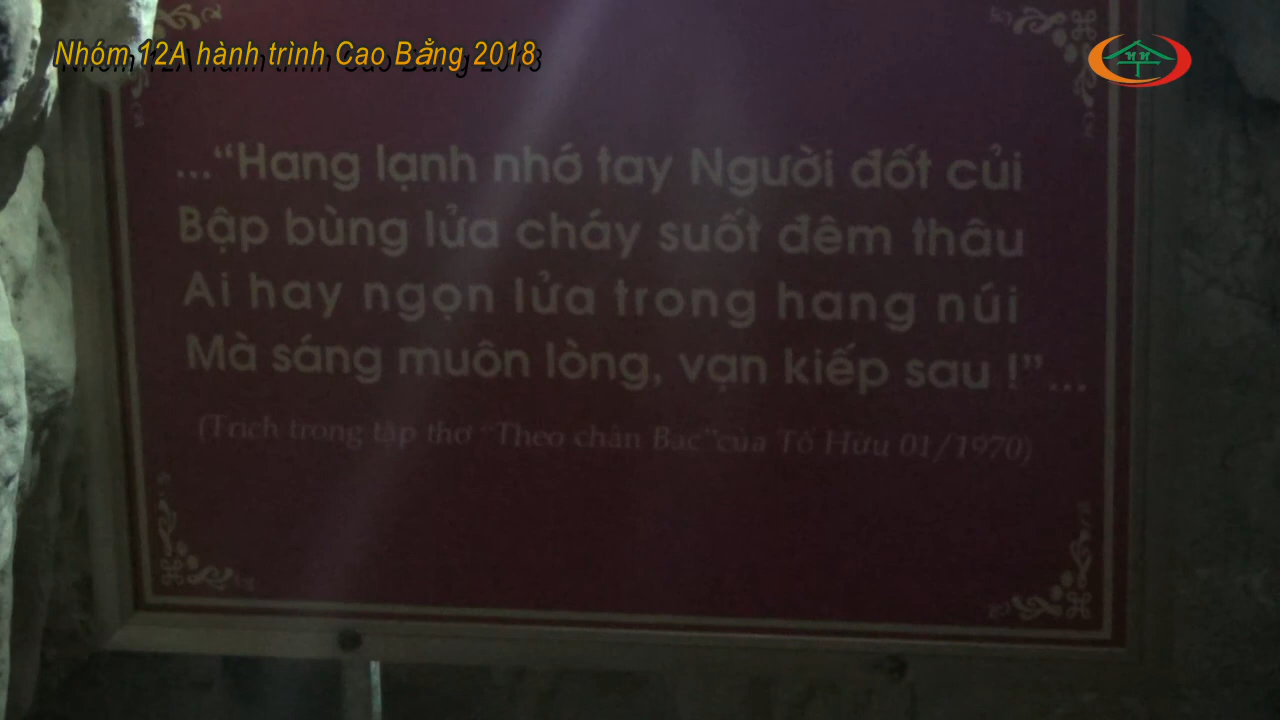 Nhóm 12A hành trình Cao Bằng 2018
..."Hang lạnh nhớ tay Người đốt củi
Bập bùng lửa cháy suốt đêm thâu
Ai hay ngọn lửa trong hang núi
Mà sáng muôn lòng, vạn kiếp sau !"...
(Trích trong tập thơ "Theo chân Bác" của Tố Hữu 01/1970)